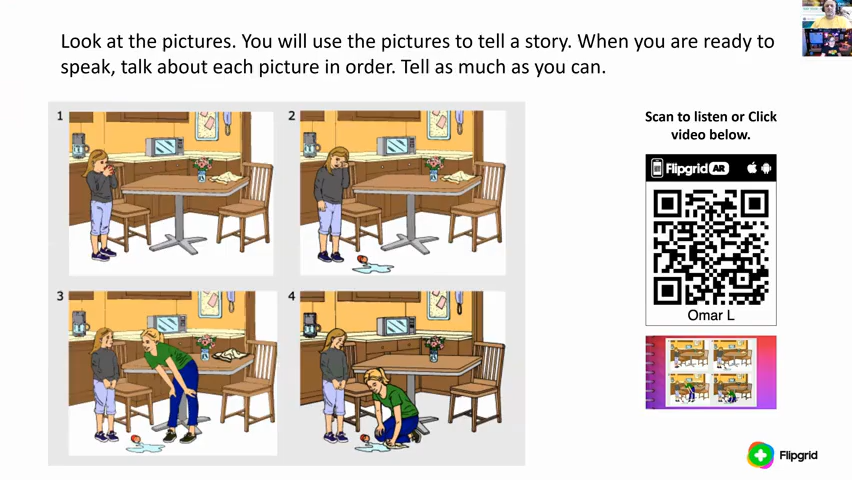 Look at the pictures. You will use the pictures to tell a story. When you are ready to
speak, talk about each picture in order. Tell as much as you can.
1
2
3
4
Scan to listen or Click
video below.
Flipgrid AR
Omar L
Flipgrid